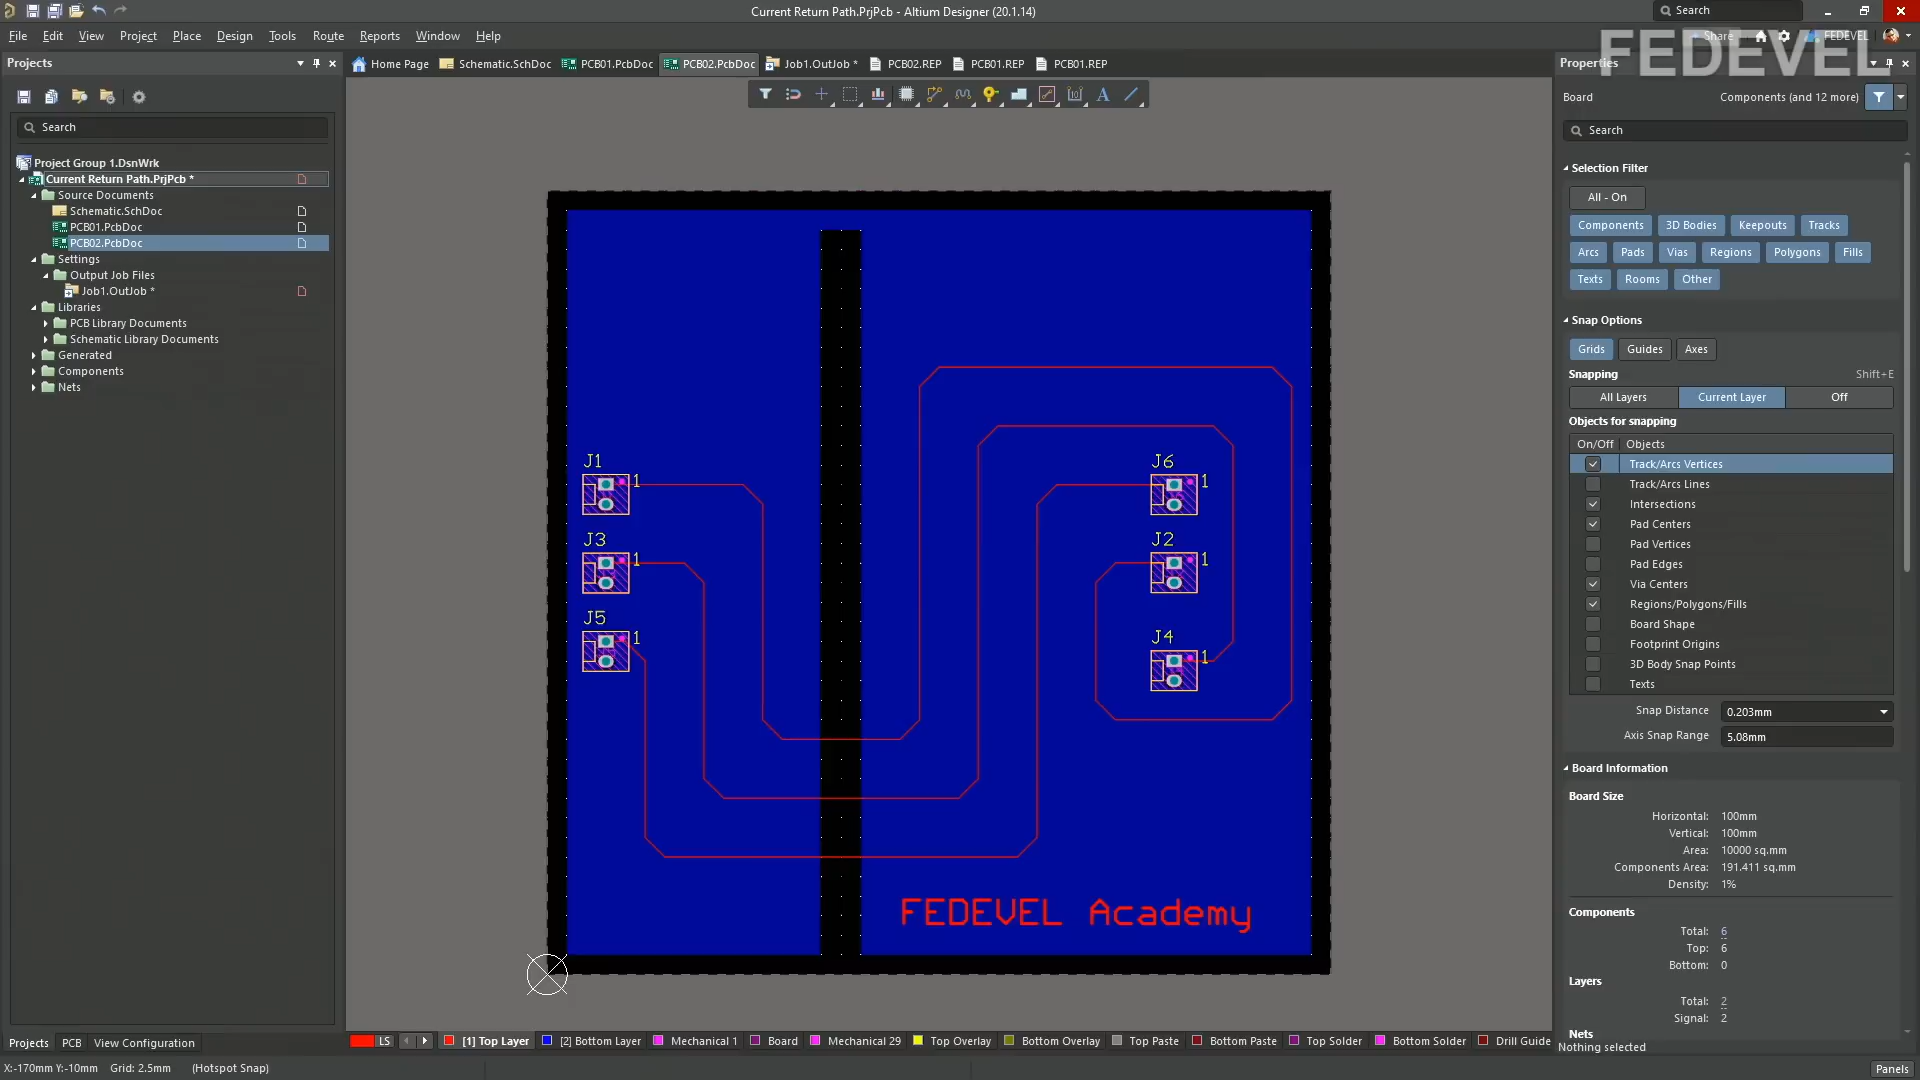 Current Return Path.PrjPcb - Altium Designer (20.1.14)
Search
File Edit View Project Place Design Tools Route Reports Window Help
Share
FEDEVEL
FEDEVEL
Projects
Home Page
Schematic.SchDoc
PCB01.PcbDoc
PCB02.PcbDoc
Job1.OutJob *
PCB02.REP
PCB01.REP
PCB01.REP
Search
Project Group 1.DsnWrk
Current Return Path.PrjPcb *
Source Documents
Schematic.SchDoc
PCB01.PcbDoc
PCB02.PcbDoc
Settings
Output Job Files
Job1.OutJob *
Libraries
PCB Library Documents
Schematic Library Documents
Generated
Components
Nets
J1
1
J3
1
J5
1
J6
1
J2
1
J4
1
FEDEVEL Academy
Properties
Board
Components (and 12 more)
Search
Selection Filter
All - On
Components 3D Bodies Keepouts Tracks
Arcs Pads Vias Regions Polygons Fills
Texts Rooms Other
Snap Options
Grids Guides Axes
Snapping Shift+E
All Layers Current Layer Off
Objects for snapping
On/Off Objects
Track/Arcs Vertices
Track/Arcs Lines
Intersections
Pad Centers
Pad Vertices
Pad Edges
Via Centers
Regions/Polygons/Fills
Board Shape
Footprint Origins
3D Body Snap Points
Texts
Snap Distance 0.203mm
Axis Snap Range 5.08mm
Board Information
Board Size
Horizontal: 100mm
Vertical: 100mm
Area: 10000 sq.mm
Components Area: 191.411 sq.mm
Density: 1%
Components
Total: 6
Top: 6
Bottom: 0
Layers
Total: 2
Signal: 2
Nets
Nothing selected
Projects PCB View Configuration
LS
[1] Top Layer
[2] Bottom Layer
Mechanical 1
Board
Mechanical 29
Top Overlay
Bottom Overlay
Top Paste
Bottom Paste
Top Solder
Bottom Solder
Drill Guide
X:-170mm Y:-10mm Grid: 2.5mm (Hotspot Snap)
Panels